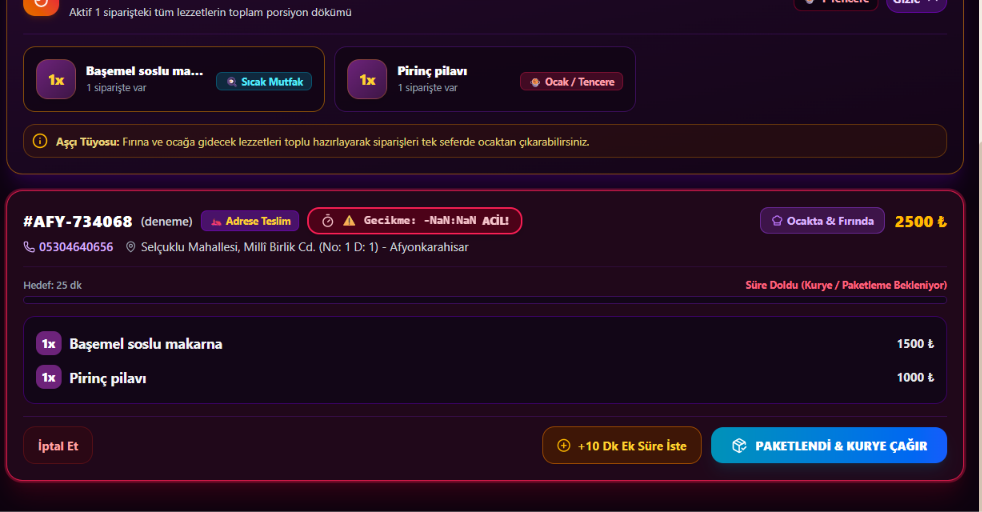 Aktif 1 siparişteki tüm lezzetlerin toplam porsiyon dökümü
1x Başemel soslu ma... 1 siparişte var Sıcak Mutfak
1x Pirinç pilavı 1 siparişte var Ocak / Tencere
Aşçı Tüyosu: Fırına ve ocağa gidecek lezzetleri toplu hazırlayarak siparişleri tek seferde ocaktan çıkarabilirsiniz.
#AFY-734068 (deneme) Adrese Teslim Gecikme: -NaN:NaN ACİL! Ocakta & Fırında 2500 ₺
05304640656 Selçuklu Mahallesi, Millî Birlik Cd. (No: 1 D: 1) - Afyonkarahisar
Hedef: 25 dk Süre Doldu (Kurye / Paketleme Bekleniyor)
1x Başemel soslu makarna 1500 ₺
1x Pirinç pilavı 1000 ₺
İptal Et +10 Dk Ek Süre İste PAKETLENDİ & KURYE ÇAĞIR